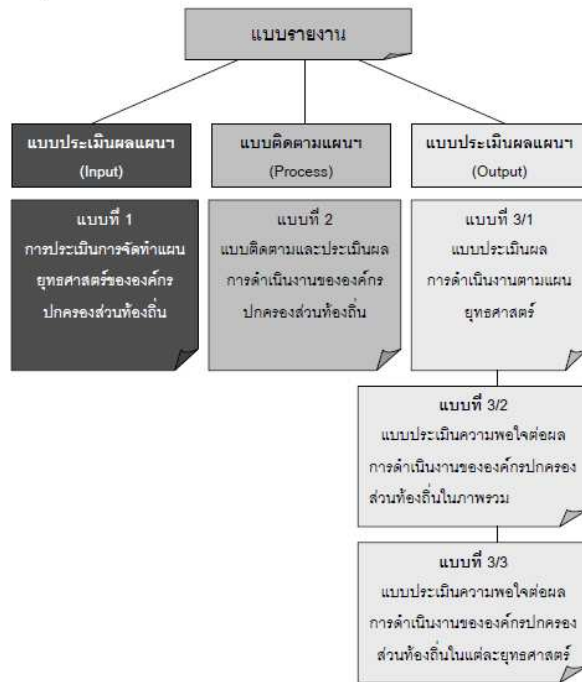 แบบรายงาน
แบบประเมินผลแผนฯ
(Input)
แบบติดตามแผนฯ
(Process)
แบบประเมินผลแผนฯ
(Output)
แบบที่ 1
การประเมินการจัดทำแผน
ยุทธศาสตร์ขององค์กร
ปกครองส่วนท้องถิ่น
แบบที่ 2
แบบติดตามและประเมินผล
การดำเนินงานขององค์กร
ปกครองส่วนท้องถิ่น
แบบที่ 3/1
แบบประเมินผล
การดำเนินงานตามแผน
ยุทธศาสตร์
แบบที่ 3/2
แบบประเมินความพอใจต่อผล
การดำเนินงานขององค์กรปกครอง
ส่วนท้องถิ่นในภาพรวม
แบบที่ 3/3
แบบประเมินความพอใจต่อผล
การดำเนินงานขององค์กรปกครอง
ส่วนท้องถิ่นในแต่ละยุทธศาสตร์